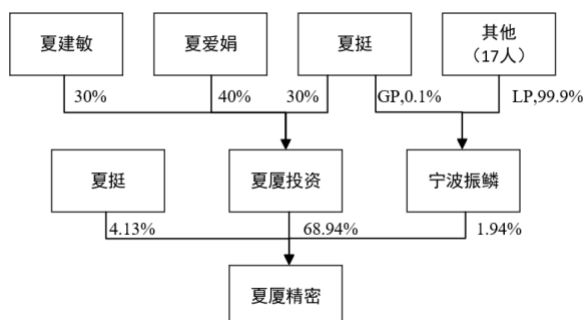 夏建敏
夏爱娟
夏挺
其他
（17人）
30%
40%
30%
GP,0.1%
LP,99.9%
夏挺
夏厦投资
宁波振鳞
4.13%
68.94%
1.94%
夏厦精密